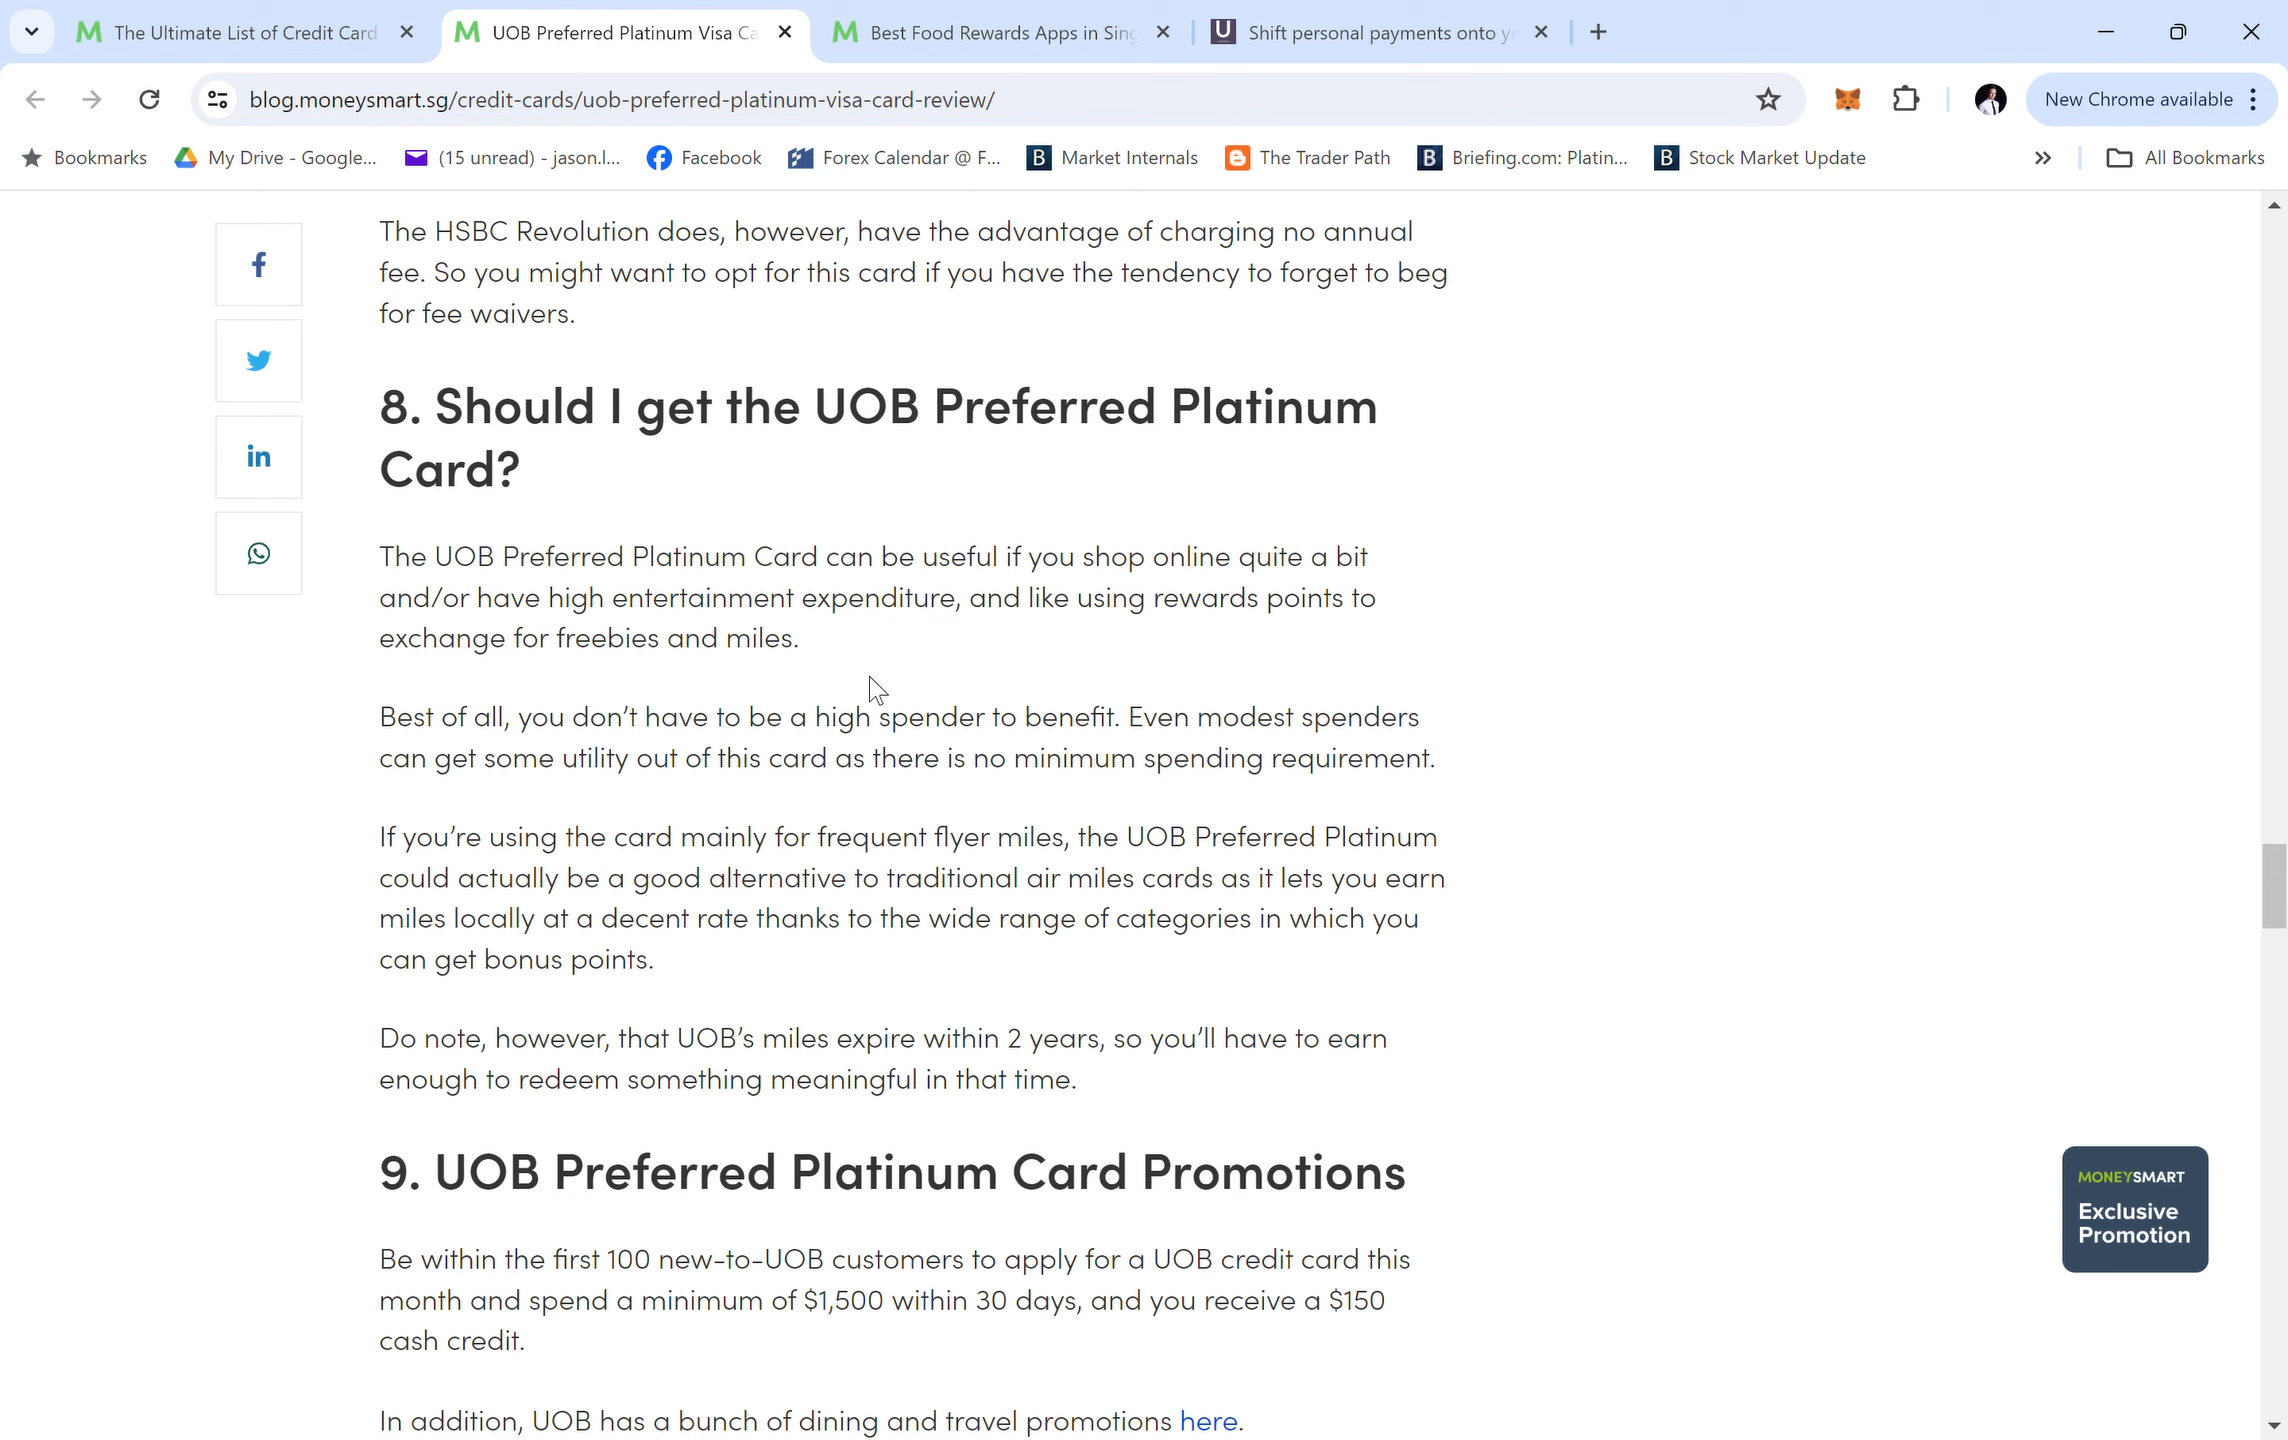 The Ultimate List of Credit Card
UOB Preferred Platinum Visa Ca
Best Food Rewards Apps in Sing
Shift personal payments onto y
blog.moneysmart.sg/credit-cards/uob-preferred-platinum-visa-card-review/
New Chrome available
Bookmarks
My Drive - Google...
(15 unread) - jason.l...
Facebook
Forex Calendar @ F...
Market Internals
The Trader Path
Briefing.com: Platin...
Stock Market Update
All Bookmarks
The HSBC Revolution does, however, have the advantage of charging no annual
fee. So you might want to opt for this card if you have the tendency to forget to beg
for fee waivers.
8. Should I get the UOB Preferred Platinum
Card?
The UOB Preferred Platinum Card can be useful if you shop online quite a bit
and/or have high entertainment expenditure, and like using rewards points to
exchange for freebies and miles.
Best of all, you don’t have to be a high spender to benefit. Even modest spenders
can get some utility out of this card as there is no minimum spending requirement.
If you’re using the card mainly for frequent flyer miles, the UOB Preferred Platinum
could actually be a good alternative to traditional air miles cards as it lets you earn
miles locally at a decent rate thanks to the wide range of categories in which you
can get bonus points.
Do note, however, that UOB’s miles expire within 2 years, so you’ll have to earn
enough to redeem something meaningful in that time.
9. UOB Preferred Platinum Card Promotions
Be within the first 100 new-to-UOB customers to apply for a UOB credit card this
month and spend a minimum of $1,500 within 30 days, and you receive a $150
cash credit.
In addition, UOB has a bunch of dining and travel promotions here.
MONEYSMART
Exclusive
Promotion